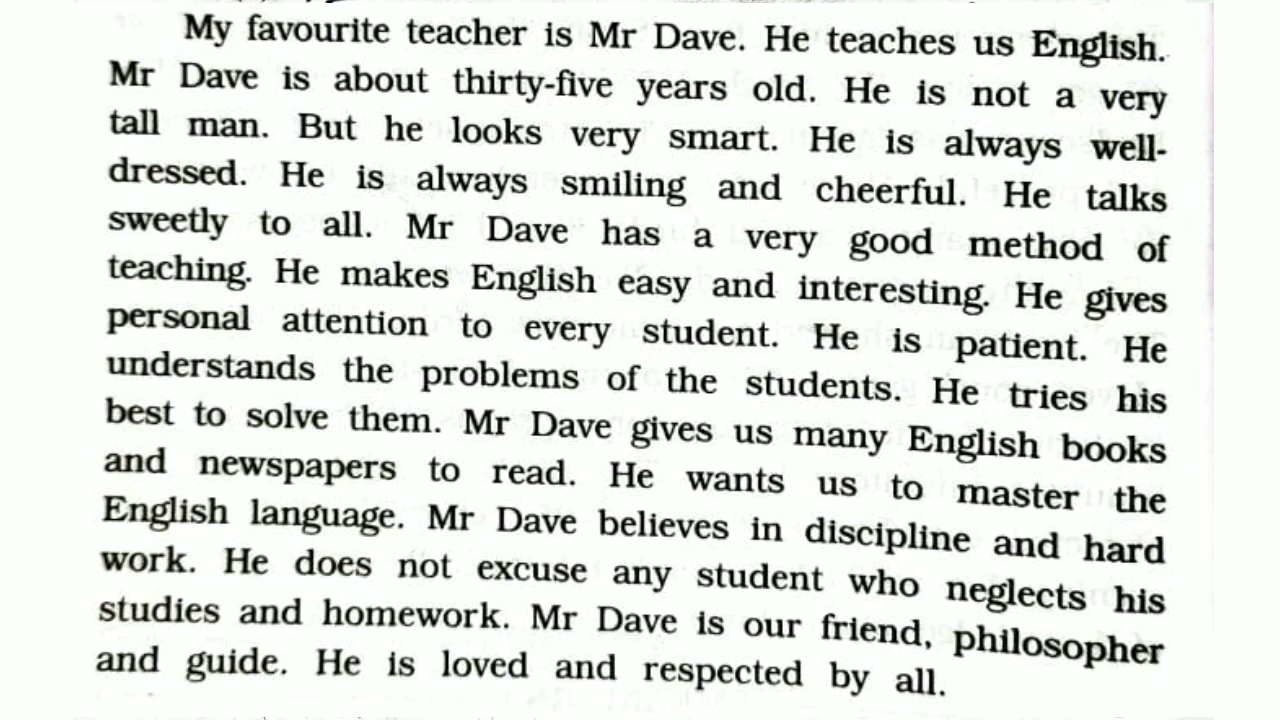 My favourite teacher is Mr Dave. He teaches us English.
Mr Dave is about thirty-five years old. He is not a very
tall man. But he looks very smart. He is always well-
dressed. He is always smiling and cheerful. He talks
sweetly to all. Mr Dave has a very good method of
teaching. He makes English easy and interesting. He gives
personal attention to every student. He is patient. He
understands the problems of the students. He tries his
best to solve them. Mr Dave gives us many English books
and newspapers to read. He wants us to master the
English language. Mr Dave believes in discipline and hard
work. He does not excuse any student who neglects his
studies and homework. Mr Dave is our friend, philosopher
and guide. He is loved and respected by all.